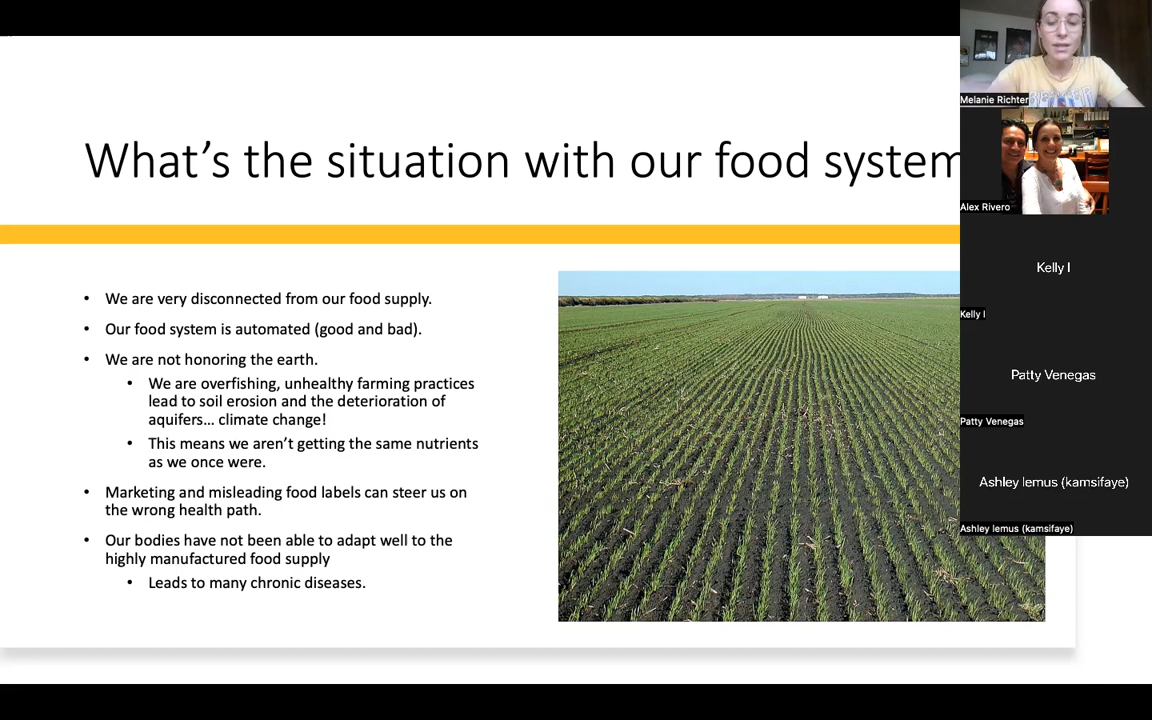 What's the situation with our food system
• We are very disconnected from our food supply.
• Our food system is automated (good and bad).
• We are not honoring the earth.
• We are overfishing, unhealthy farming practices
lead to soil erosion and the deterioration of
aquifers... climate change!
• This means we aren't getting the same nutrients
as we once were.
• Marketing and misleading food labels can steer us on
the wrong health path.
• Our bodies have not been able to adapt well to the
highly manufactured food supply
• Leads to many chronic diseases.
Melanie Richter
Alex Rivero
Kelly I
Kelly I
Patty Venegas
Patty Venegas
Ashley lemus (kamsifaye)
Ashley lemus (kamsifaye)